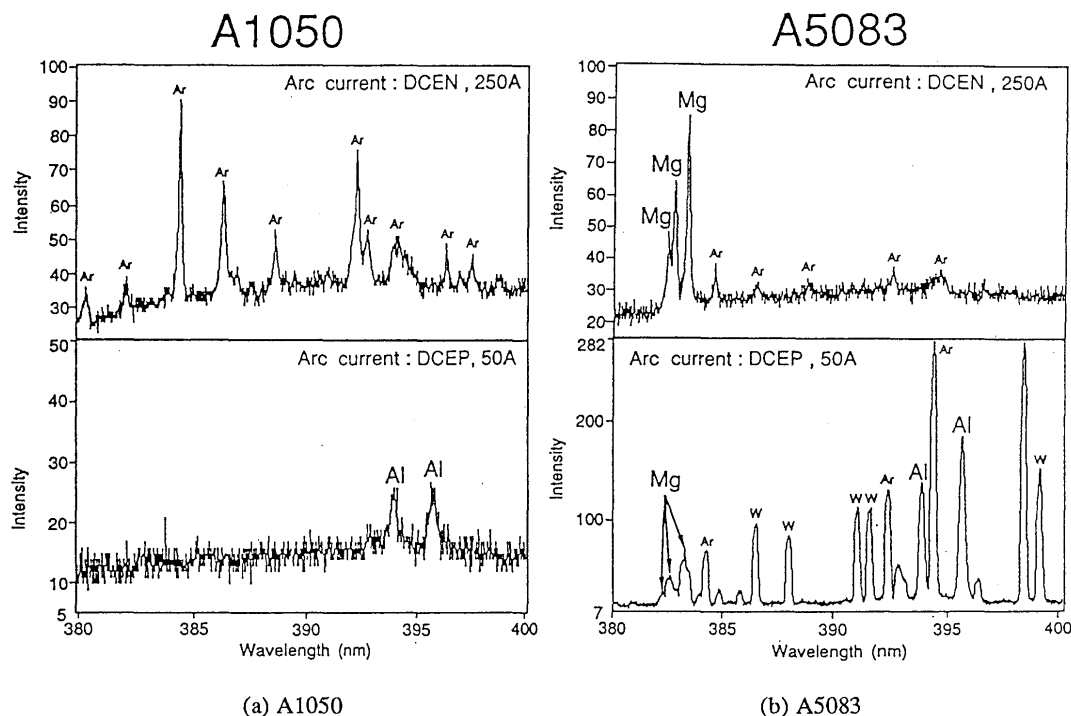 A1050
A5083
100
90
80
70
60
50
40
30
Intensity
Arc current : DCEN , 250A
Ar
Ar
Ar
Ar
Ar
Ar
Ar
Ar
Ar
Ar
50
40
30
20
10
5
Intensity
Arc current : DCEP, 50A
Al
Al
380
385
390
395
400
Wavelength (nm)
(a) A1050
100
90
80
70
60
50
40
30
20
Intensity
Arc current : DCEN , 250A
Mg
Mg
Mg
Ar
Ar
Ar
Ar
Ar
282
200
100
7
Intensity
Arc current : DCEP , 50A
Mg
Ar
W
W
W
W
Ar
Al
Ar
Al
W
380
385
390
395
400
Wavelength (nm)
(b) A5083